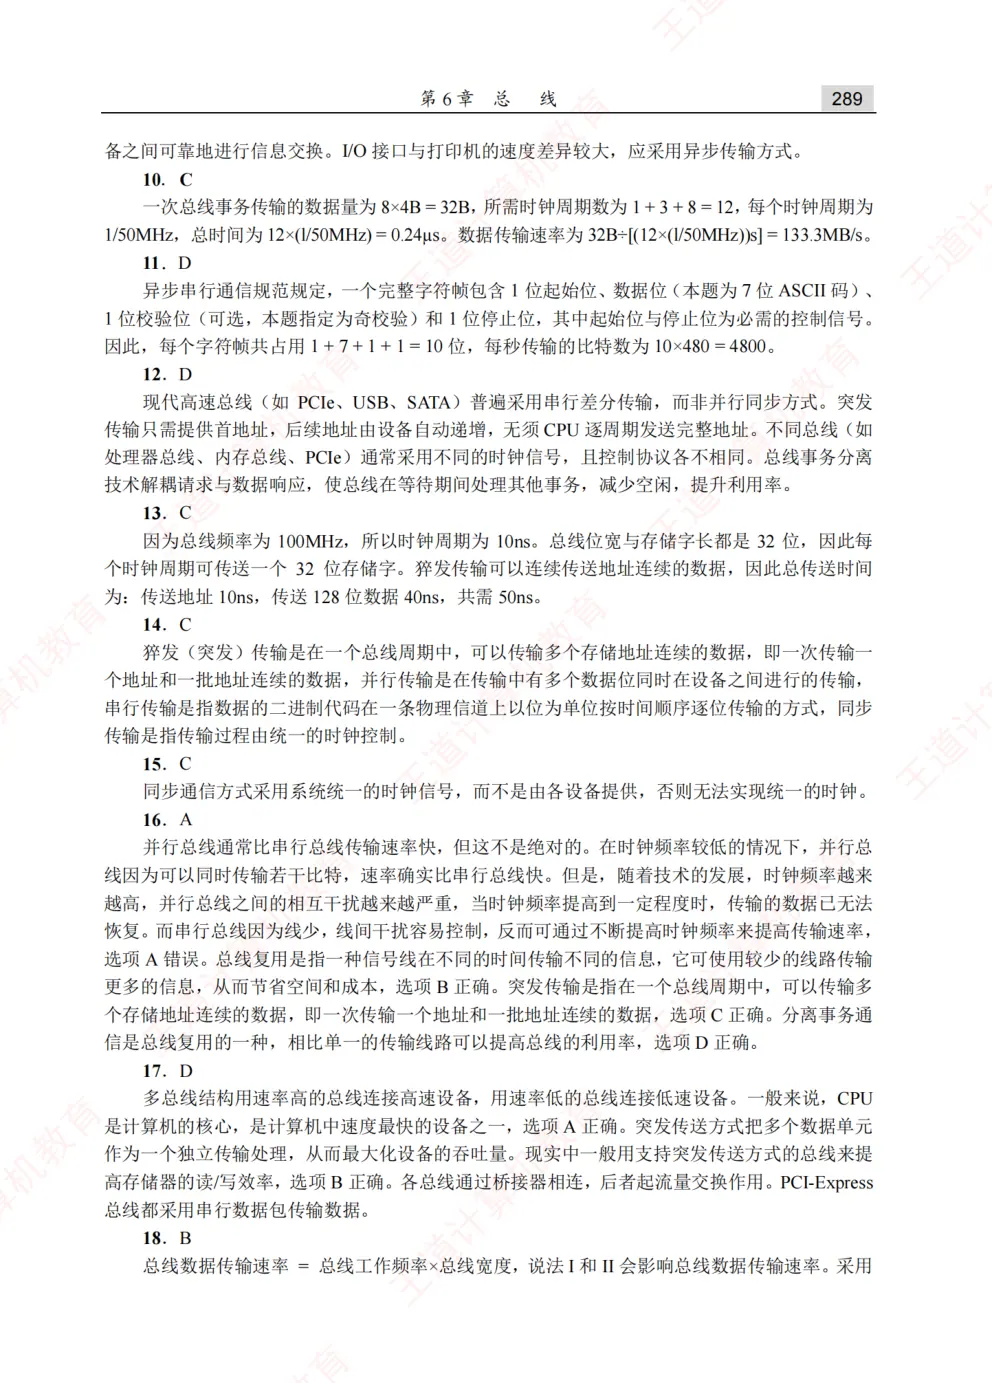 第 6 章 总 线 289
备之间可靠地进行信息交换。I/O 接口与打印机的速度差异较大，应采用异步传输方式。
10. C
一次总线事务传输的数据量为 8×4B = 32B，所需时钟周期数为 1 + 3 + 8 = 12，每个时钟周期为
1/50MHz，总时间为 12×(l/50MHz) = 0.24μs。数据传输速率为 32B÷[(12×(l/50MHz))s] = 133.3MB/s。
11．D
异步串行通信规范规定，一个完整字符帧包含 1 位起始位、数据位（本题为 7 位 ASCII 码）、
1 位校验位（可选，本题指定为奇校验）和 1 位停止位，其中起始位与停止位为必需的控制信号。
因此，每个字符帧共占用 1 + 7 + 1 + 1 = 10 位，每秒传输的比特数为 10×480 = 4800。
12．D
现代高速总线（如 PCIe、USB、SATA）普遍采用串行差分传输，而非并行同步方式。突发
传输只需提供首地址，后续地址由设备自动递增，无须 CPU 逐周期发送完整地址。不同总线（如
处理器总线、内存总线、PCIe）通常采用不同的时钟信号，且控制协议各不相同。总线事务分离
技术解耦请求与数据响应，使总线在等待期间处理其他事务，减少空闲，提升利用率。
13．C
因为总线频率为 100MHz，所以时钟周期为 10ns。总线位宽与存储字长都是 32 位，因此每
个时钟周期可传送一个 32 位存储字。猝发传输可以连续传送地址连续的数据，因此总传送时间
为：传送地址 10ns，传送 128 位数据 40ns，共需 50ns。
14．C
猝发（突发）传输是在一个总线周期中，可以传输多个存储地址连续的数据，即一次传输一
个地址和一批地址连续的数据，并行传输是在传输中有多个数据位同时在设备之间进行的传输，
串行传输是指数据的二进制代码在一条物理信道上以位为单位按时间顺序逐位传输的方式，同步
传输是指传输过程由统一的时钟控制。
15．C
同步通信方式采用系统统一的时钟信号，而不是由各设备提供，否则无法实现统一的时钟。
16．A
并行总线通常比串行总线传输速率快，但这不是绝对的。在时钟频率较低的情况下，并行总
线因为可以同时传输若干比特，速率确实比串行总线快。但是，随着技术的发展，时钟频率越来
越高，并行总线之间的相互干扰越来越严重，当时钟频率提高到一定程度时，传输的数据已无法
恢复。而串行总线因为线少，线间干扰容易控制，反而可通过不断提高时钟频率来提高传输速率，
选项 A 错误。总线复用是指一种信号线在不同的时间传输不同的信息，它可使用较少的线路传输
更多的信息，从而节省空间和成本，选项 B 正确。突发传输是指在一个总线周期中，可以传输多
个存储地址连续的数据，即一次传输一个地址和一批地址连续的数据，选项 C 正确。分离事务通
信是总线复用的一种，相比单一的传输线路可以提高总线的利用率，选项 D 正确。
17．D
多总线结构用速率高的总线连接高速设备，用速率低的总线连接低速设备。一般来说，CPU
是计算机的核心，是计算机中速度最快的设备之一，选项 A 正确。突发传送方式把多个数据单元
作为一个独立传输处理，从而最大化设备的吞吐量。现实中一般用支持突发传送方式的总线来提
高存储器的读/写效率，选项 B 正确。各总线通过桥接器相连，后者起流量交换作用。PCI-Express
总线都采用串行数据包传输数据。
18．B
总线数据传输速率 = 总线工作频率×总线宽度，说法 I 和 II 会影响总线数据传输速率。采用
王道计算机教育